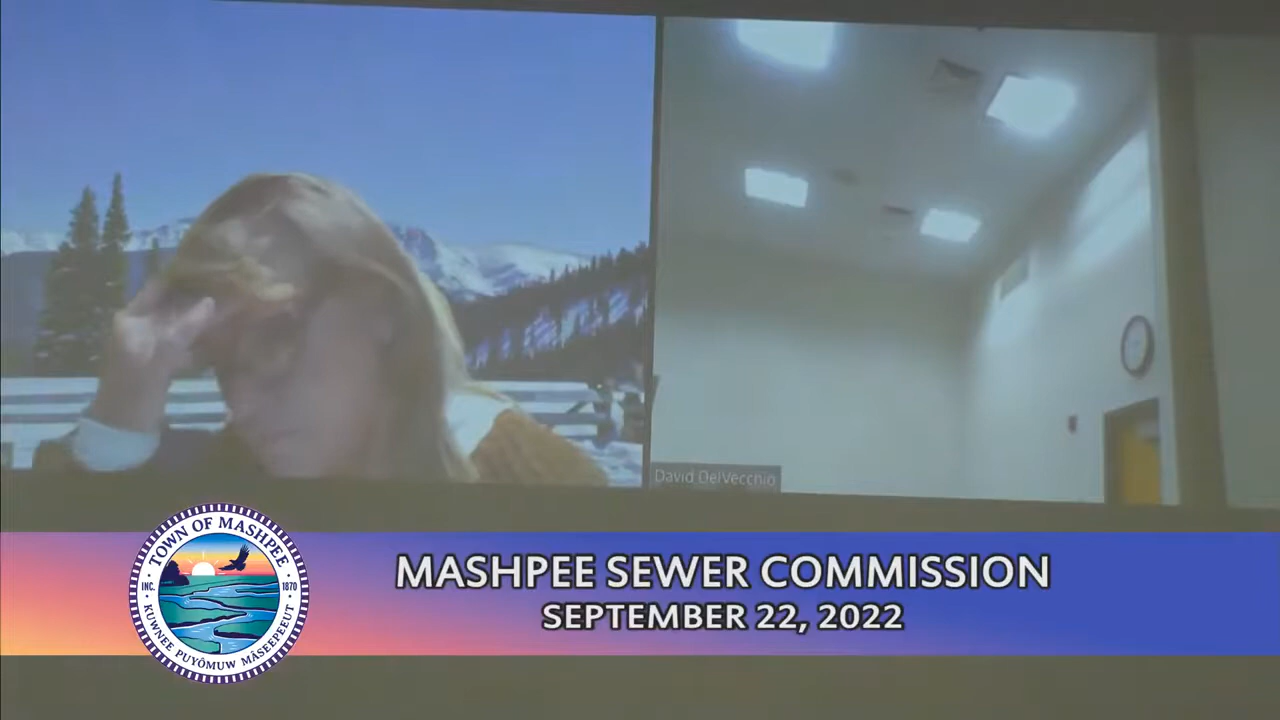 David DelVecchio
TOWN OF MASHPEE
INC.
1870
KUWNEE PUYÔMUW MÂSEEPEEUT
MASHPEE SEWER COMMISSION
SEPTEMBER 22, 2022